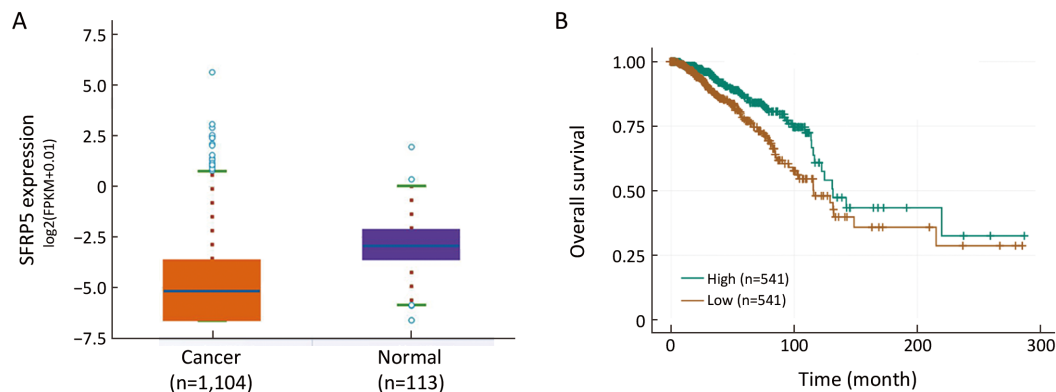 A
SFRP5 expression
log2(FPKM+0.01)
7.5
5.0
2.5
0
−2.5
−5.0
−7.5
Cancer
(n=1,104)
Normal
(n=113)
B
Overall survival
1.00
0.75
0.50
0.25
0
High (n=541)
Low (n=541)
0
100
200
300
Time (month)